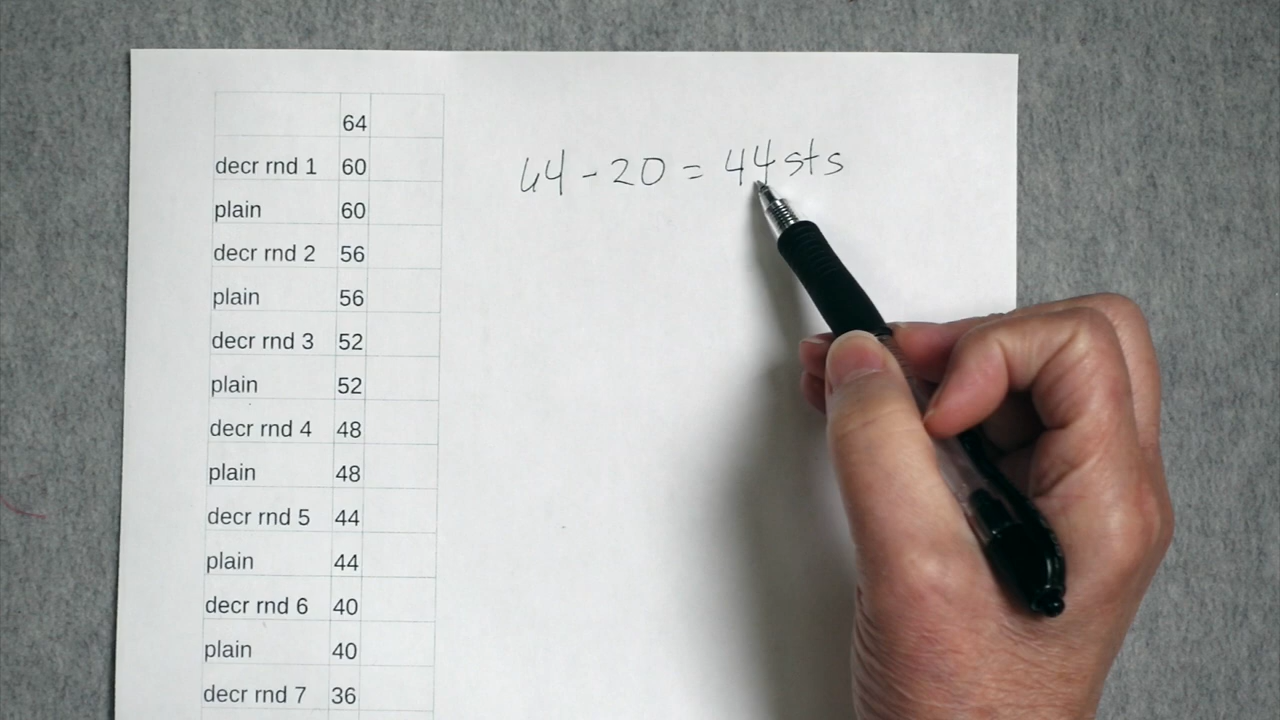 64
decr rnd 1 60
plain 60
decr rnd 2 56
plain 56
decr rnd 3 52
plain 52
decr rnd 4 48
plain 48
decr rnd 5 44
plain 44
decr rnd 6 40
plain 40
decr rnd 7 36
64 - 20 = 44 sts